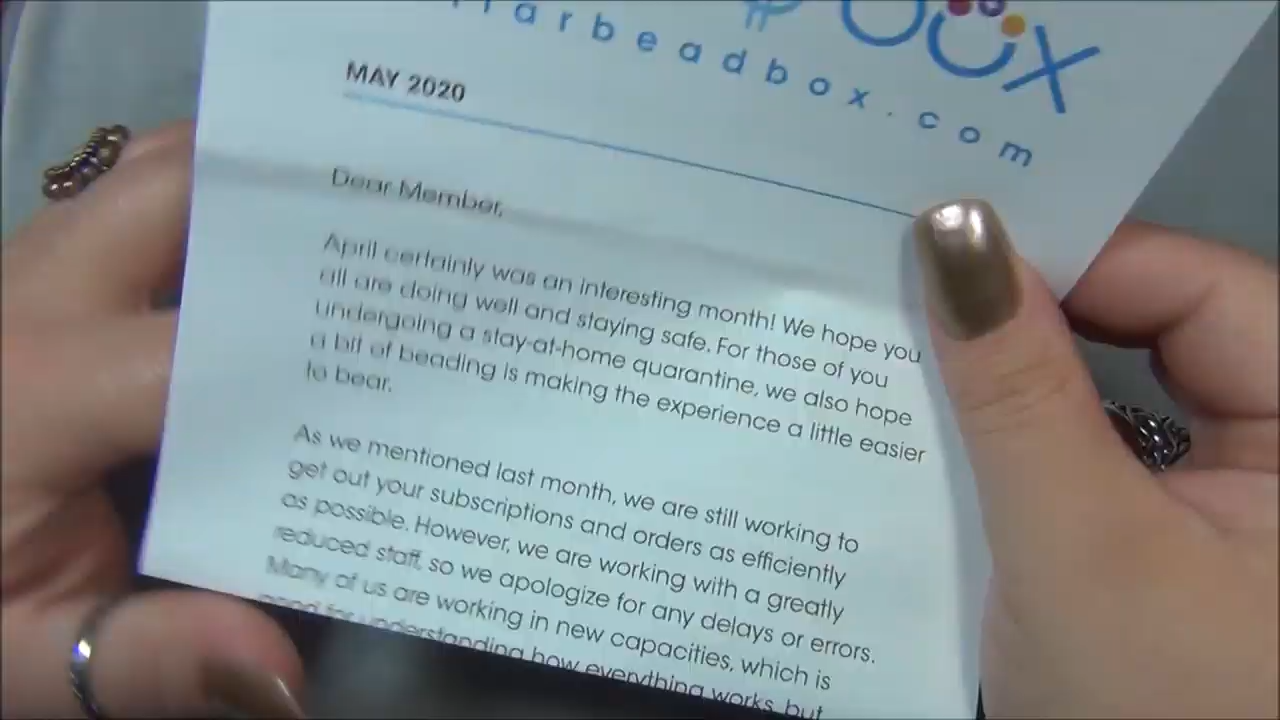 arbeadbox.com
MAY 2020
Dear Member,
April certainly was an interesting month! We hope you
all are doing well and staying safe. For those of you
undergoing a stay-at-home quarantine, we also hope
a bit of beading is making the experience a little easier
to bear.
As we mentioned last month, we are still working to
get out your subscriptions and orders as efficiently
as possible. However, we are working with a greatly
reduced staff, so we apologize for any delays or errors.
Many of us are working in new capacities, which is
good for understanding how everything works, but